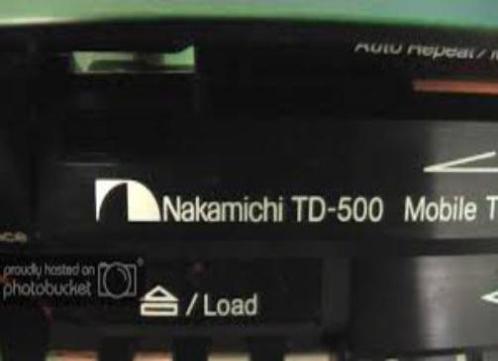 Auto Repeat /
Nakamichi TD-500 Mobile T
proudly hosted on
photobucket
/ Load